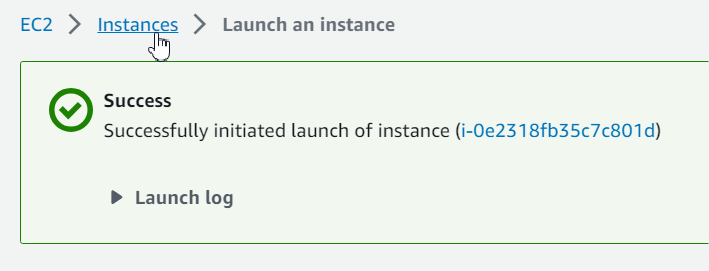 EC2 > Instances > Launch an instance
Success
Successfully initiated launch of instance (i-0e2318fb35c7c801d)
Launch log